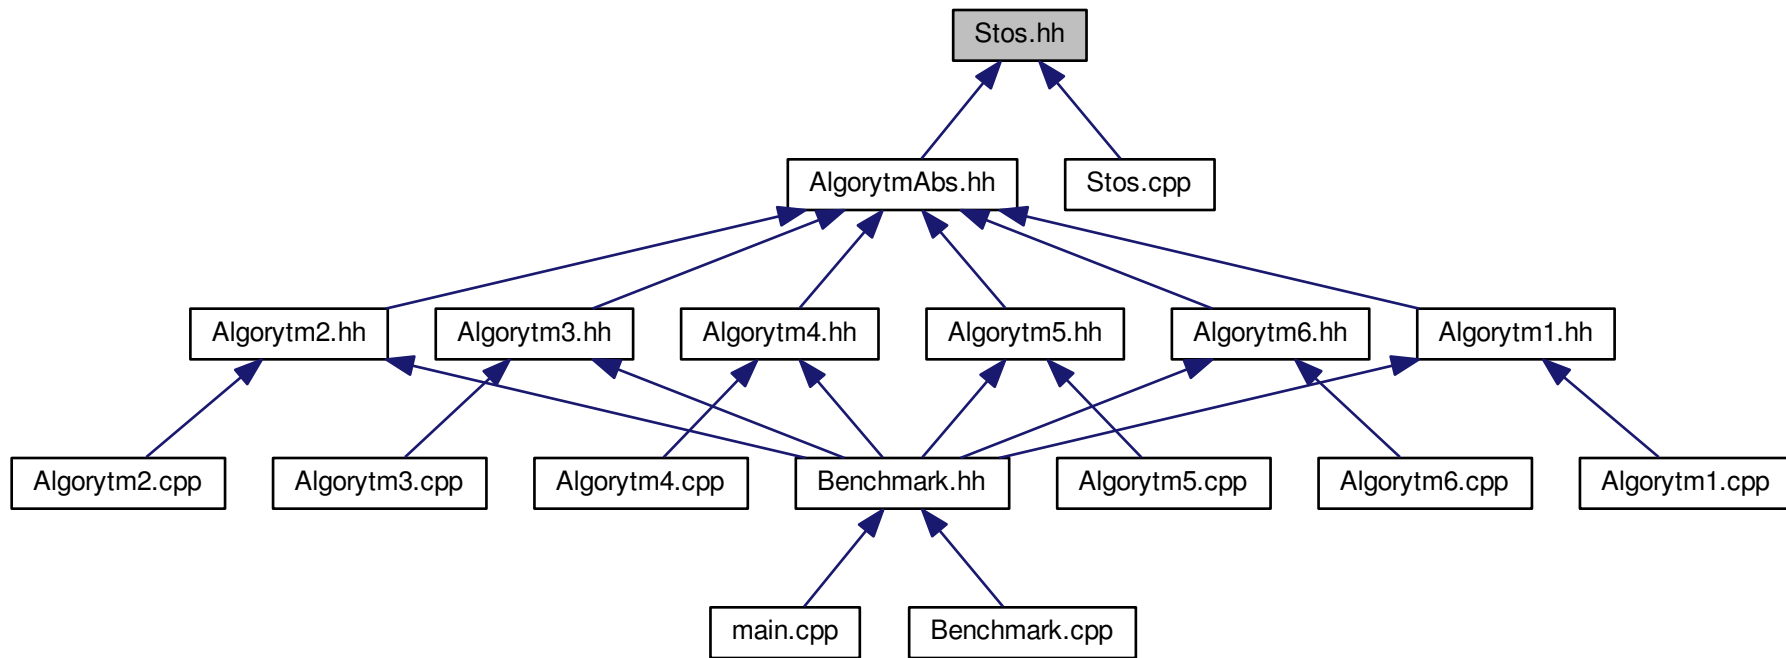 Stos.hh
AlgorytmAbs.hh
Stos.cpp
Algorytm2.hh
Algorytm3.hh
Algorytm4.hh
Algorytm5.hh
Algorytm6.hh
Algorytm1.hh
Algorytm2.cpp
Algorytm3.cpp
Algorytm4.cpp
Benchmark.hh
Algorytm5.cpp
Algorytm6.cpp
Algorytm1.cpp
main.cpp
Benchmark.cpp